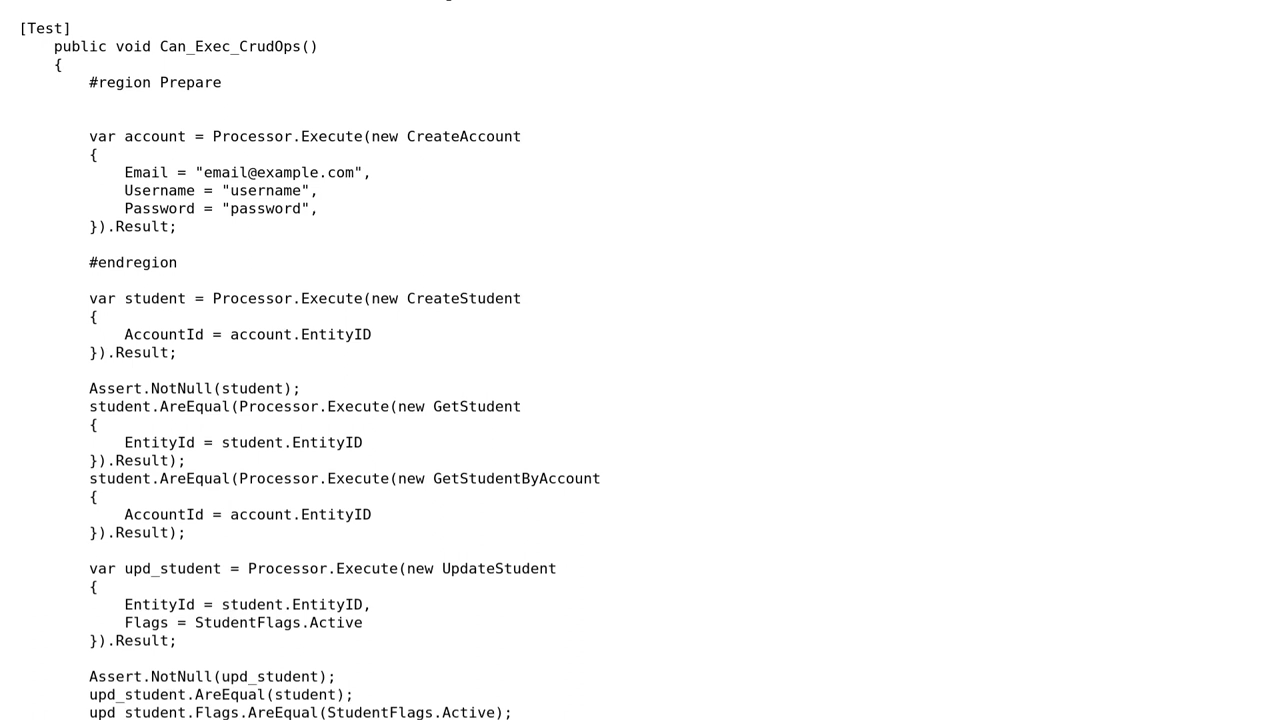 [Test]
    public void Can_Exec_CrudOps()
    {
        #region Prepare


        var account = Processor.Execute(new CreateAccount
        {
            Email = "email@example.com",
            Username = "username",
            Password = "password",
        }).Result;

        #endregion

        var student = Processor.Execute(new CreateStudent
        {
            AccountId = account.EntityID
        }).Result;

        Assert.NotNull(student);
        student.AreEqual(Processor.Execute(new GetStudent
        {
            EntityId = student.EntityID
        }).Result);
        student.AreEqual(Processor.Execute(new GetStudentByAccount
        {
            AccountId = account.EntityID
        }).Result);

        var upd_student = Processor.Execute(new UpdateStudent
        {
            EntityId = student.EntityID,
            Flags = StudentFlags.Active
        }).Result;

        Assert.NotNull(upd_student);
        upd_student.AreEqual(student);
        upd_student.Flags.AreEqual(StudentFlags.Active);